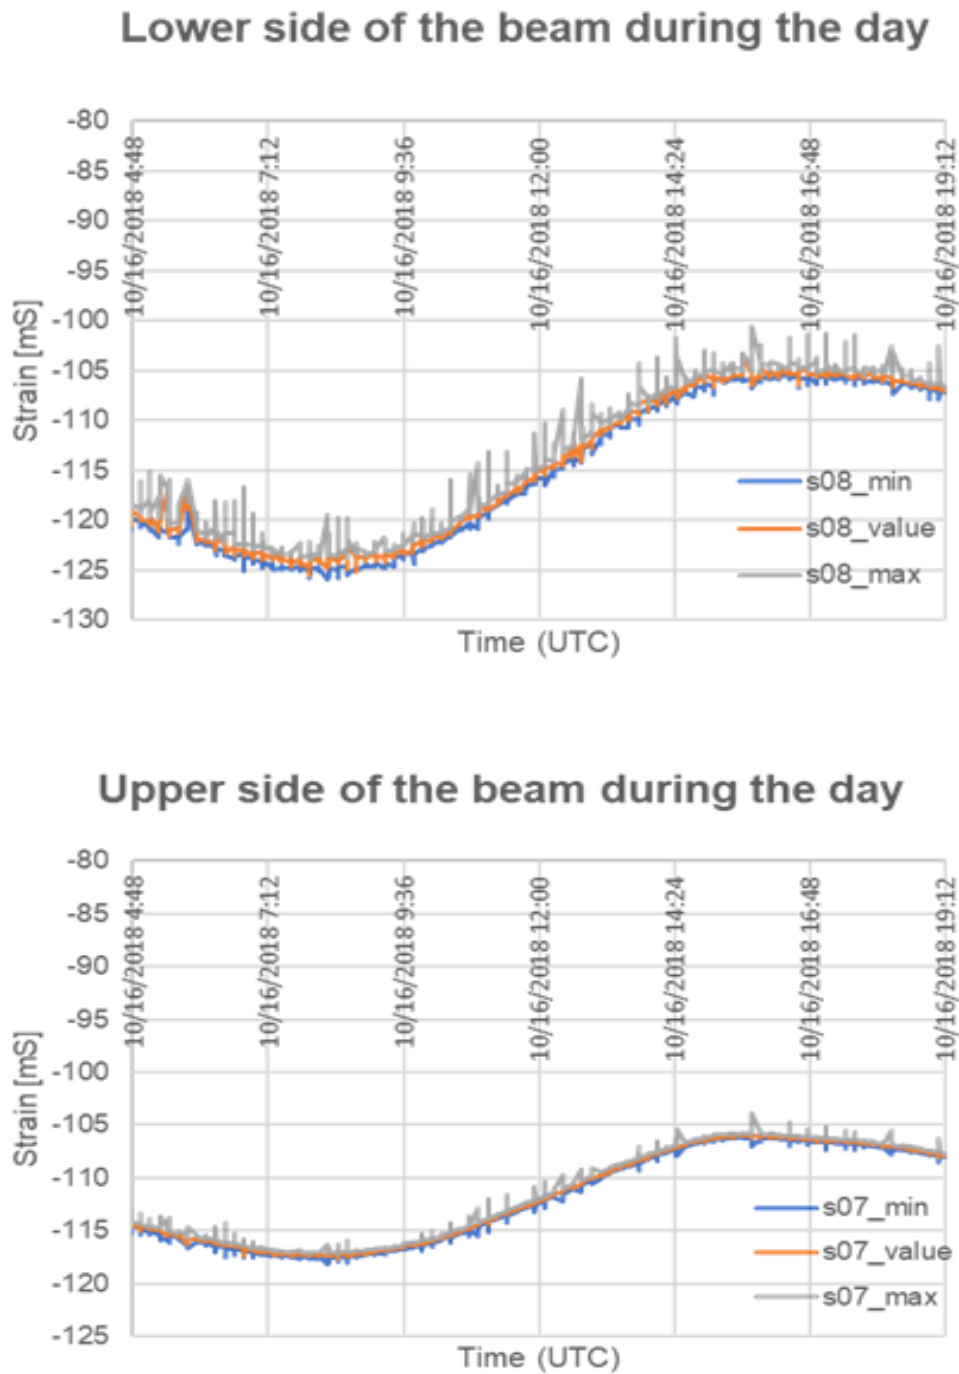 Lower side of the beam during the day
-80
-85
-90
-95
-100
-105
-110
-115
-120
-125
-130
Strain [mS]
10/16/2018 4:48
10/16/2018 7:12
10/16/2018 9:36
10/16/2018 12:00
10/16/2018 14:24
10/16/2018 16:48
10/16/2018 19:12
s08_min
s08_value
s08_max
Time (UTC)
Upper side of the beam during the day
-80
-85
-90
-95
-100
-105
-110
-115
-120
-125
Strain [mS]
10/16/2018 4:48
10/16/2018 7:12
10/16/2018 9:36
10/16/2018 12:00
10/16/2018 14:24
10/16/2018 16:48
10/16/2018 19:12
s07_min
s07_value
s07_max
Time (UTC)